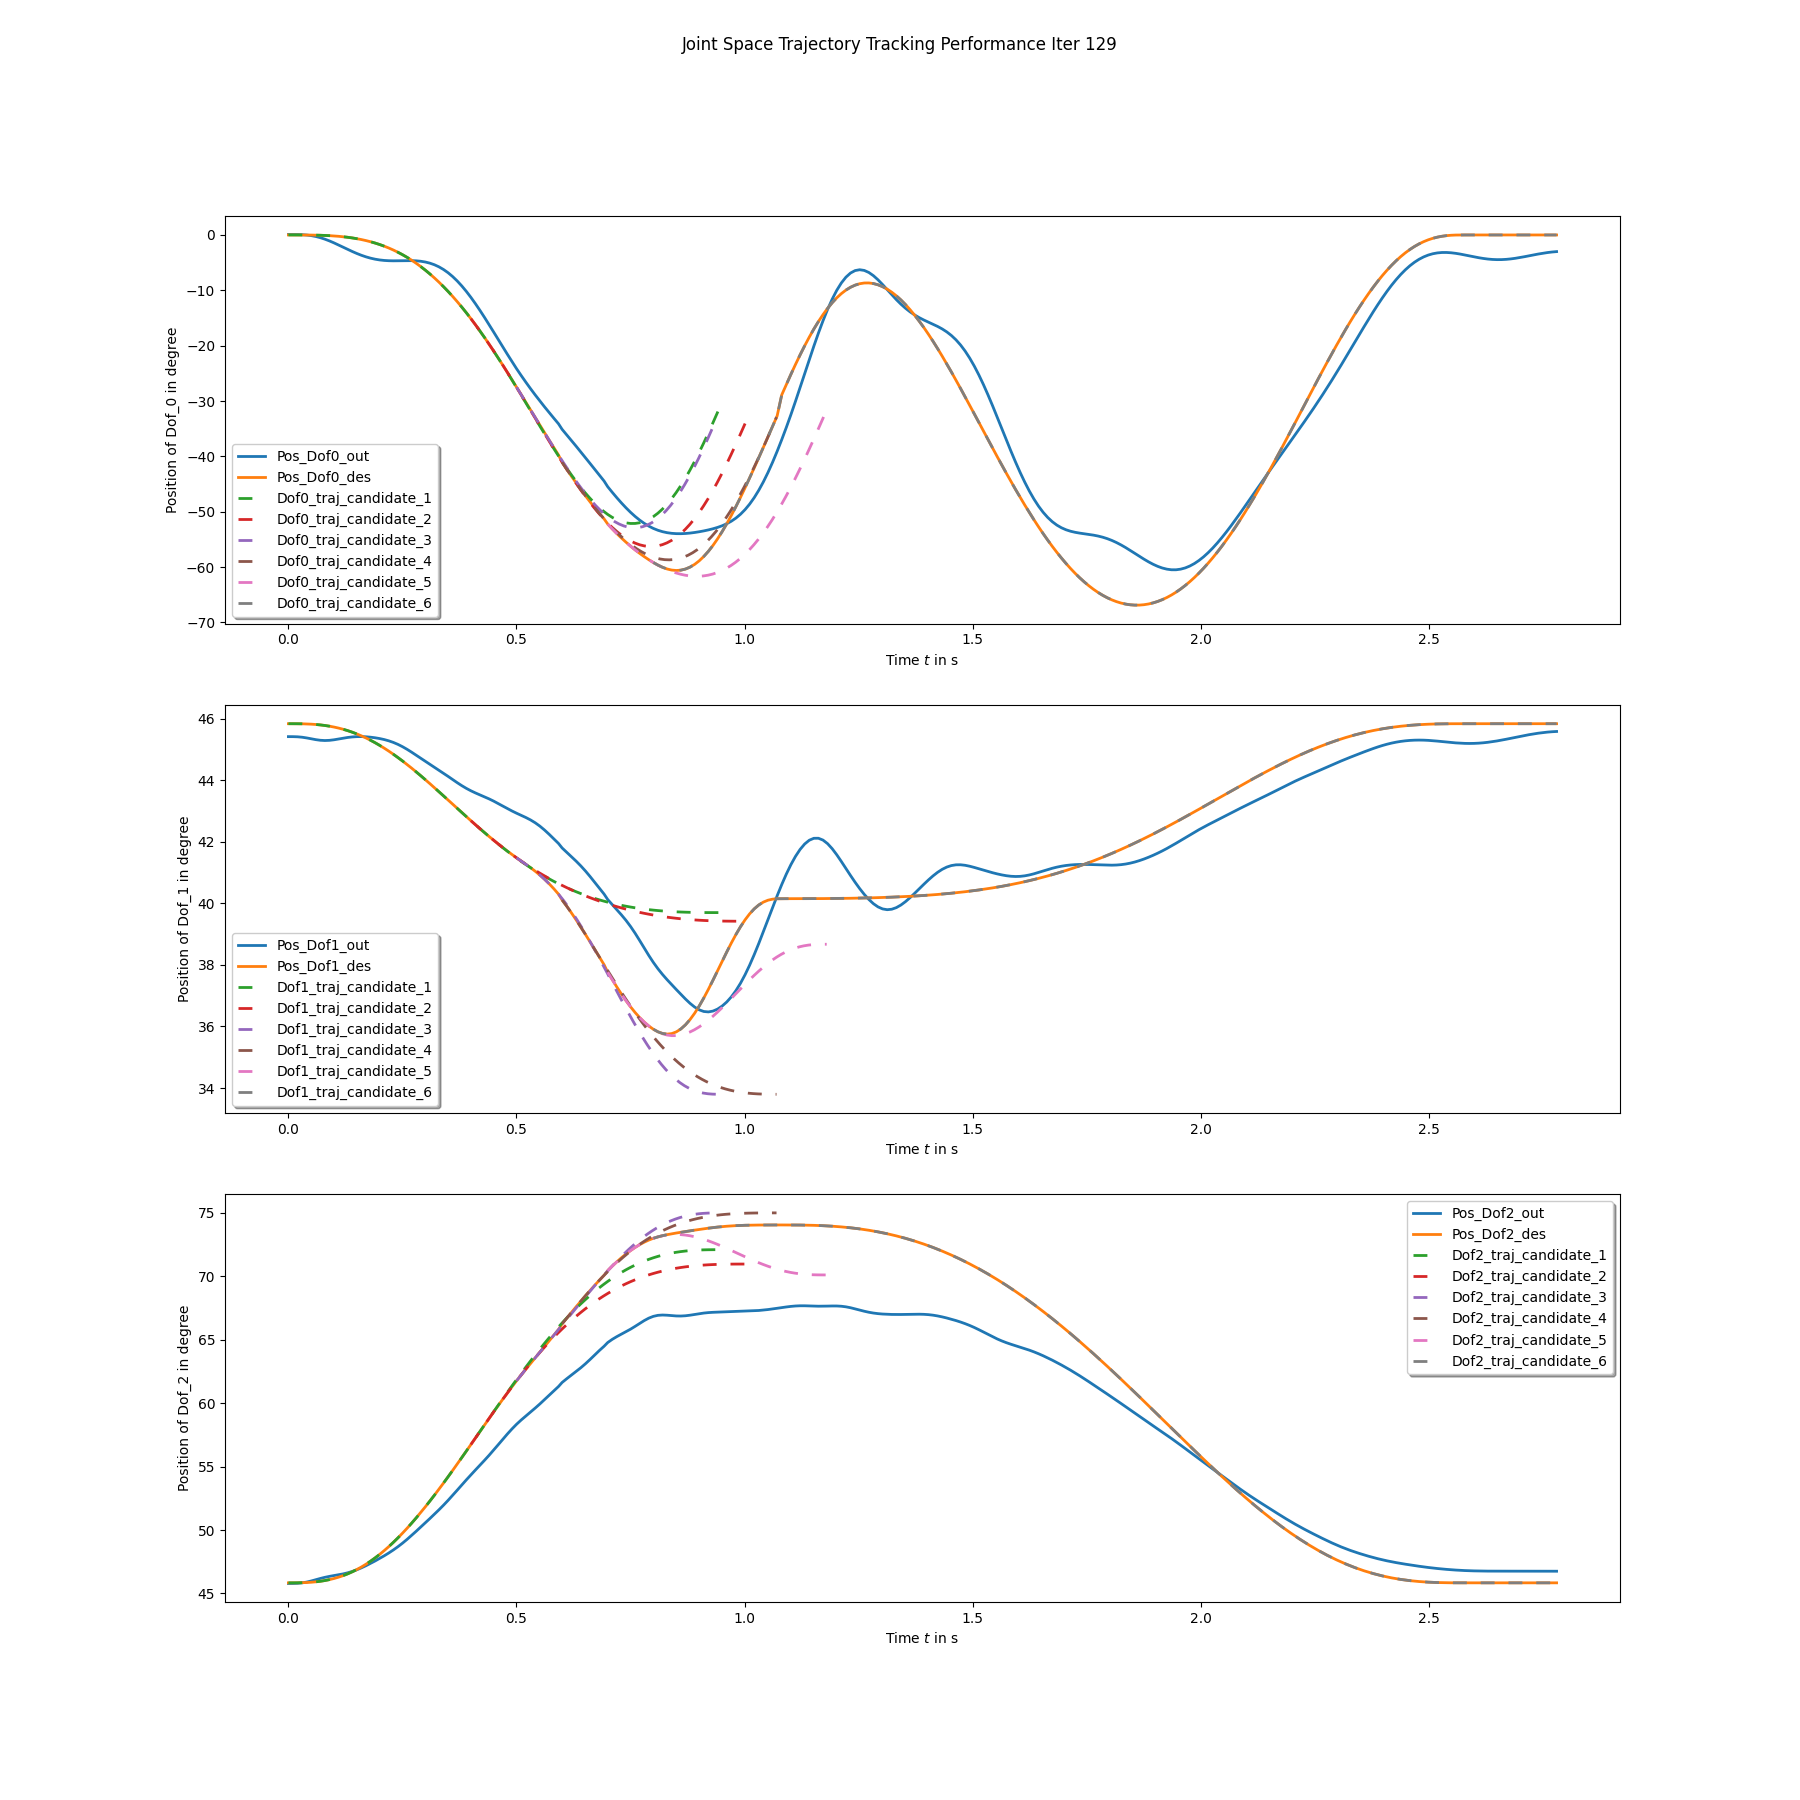 Joint Space Trajectory Tracking Performance Iter 129
Position of Dof_0 in degree
0
−10
−20
−30
−40
−50
−60
−70
Pos_Dof0_out
Pos_Dof0_des
Dof0_traj_candidate_1
Dof0_traj_candidate_2
Dof0_traj_candidate_3
Dof0_traj_candidate_4
Dof0_traj_candidate_5
Dof0_traj_candidate_6
0.0 0.5 1.0 1.5 2.0 2.5
Time t in s
Position of Dof_1 in degree
46
44
42
40
38
36
34
Pos_Dof1_out
Pos_Dof1_des
Dof1_traj_candidate_1
Dof1_traj_candidate_2
Dof1_traj_candidate_3
Dof1_traj_candidate_4
Dof1_traj_candidate_5
Dof1_traj_candidate_6
0.0 0.5 1.0 1.5 2.0 2.5
Time t in s
Position of Dof_2 in degree
75
70
65
60
55
50
45
Pos_Dof2_out
Pos_Dof2_des
Dof2_traj_candidate_1
Dof2_traj_candidate_2
Dof2_traj_candidate_3
Dof2_traj_candidate_4
Dof2_traj_candidate_5
Dof2_traj_candidate_6
0.0 0.5 1.0 1.5 2.0 2.5
Time t in s